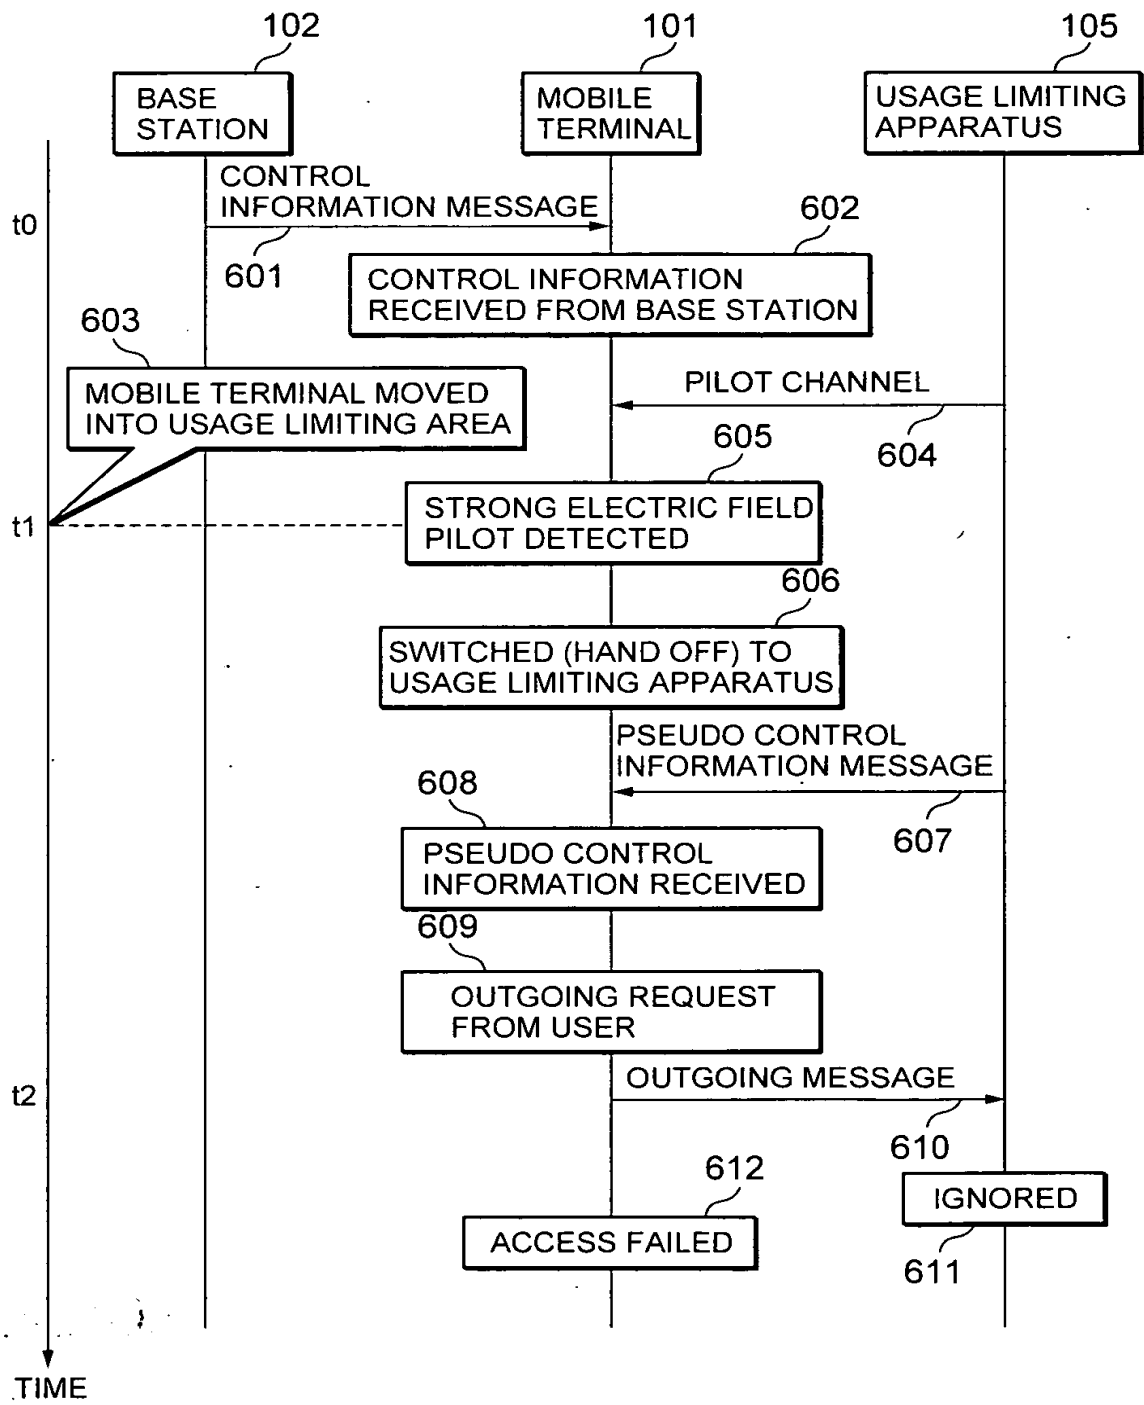 102
101
105
BASE
STATION
MOBILE
TERMINAL
USAGE LIMITING
APPARATUS
CONTROL
INFORMATION MESSAGE
t0
601
602
CONTROL INFORMATION
RECEIVED FROM BASE STATION
603
MOBILE TERMINAL MOVED
INTO USAGE LIMITING AREA
PILOT CHANNEL
604
605
t1
STRONG ELECTRIC FIELD
PILOT DETECTED
606
SWITCHED (HAND OFF) TO
USAGE LIMITING APPARATUS
PSEUDO CONTROL
INFORMATION MESSAGE
607
608
PSEUDO CONTROL
INFORMATION RECEIVED
609
OUTGOING REQUEST
FROM USER
t2
OUTGOING MESSAGE
610
IGNORED
611
612
ACCESS FAILED
TIME